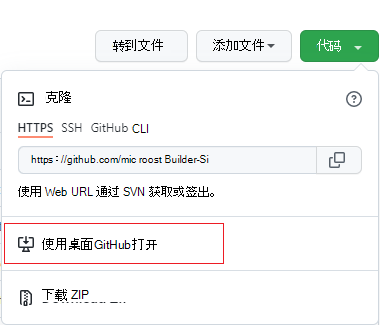 转到文件 添加文件 代码
克隆
HTTPS SSH GitHub CLI
https://github.com/mic roost Builder-Si
使用 Web URL 通过 SVN 获取或签出。
使用桌面GitHub打开
下载 ZIP